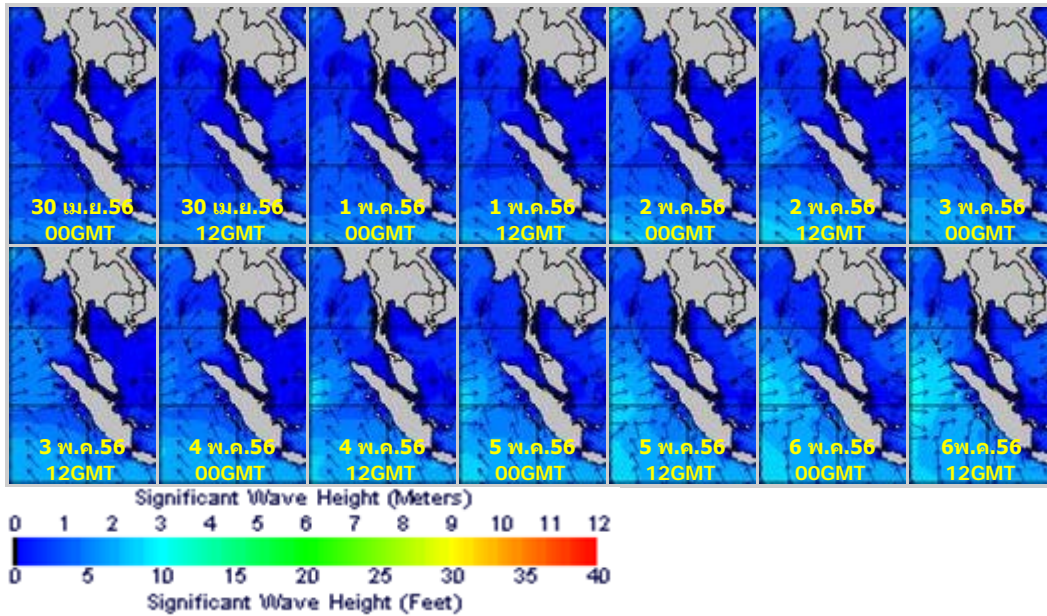 30 เม.ย.56
00GMT
30 เม.ย.56
12GMT
1 พ.ค.56
00GMT
1 พ.ค.56
12GMT
2 พ.ค.56
00GMT
2 พ.ค.56
12GMT
3 พ.ค.56
00GMT
3 พ.ค.56
12GMT
4 พ.ค.56
00GMT
4 พ.ค.56
12GMT
5 พ.ค.56
00GMT
5 พ.ค.56
12GMT
6 พ.ค.56
00GMT
6พ.ค.56
12GMT
Significant Wave Height (Meters)
0 1 2 3 4 5 6 7 8 9 10 11 12
0 5 10 15 20 25 30 35 40
Significant Wave Height (Feet)